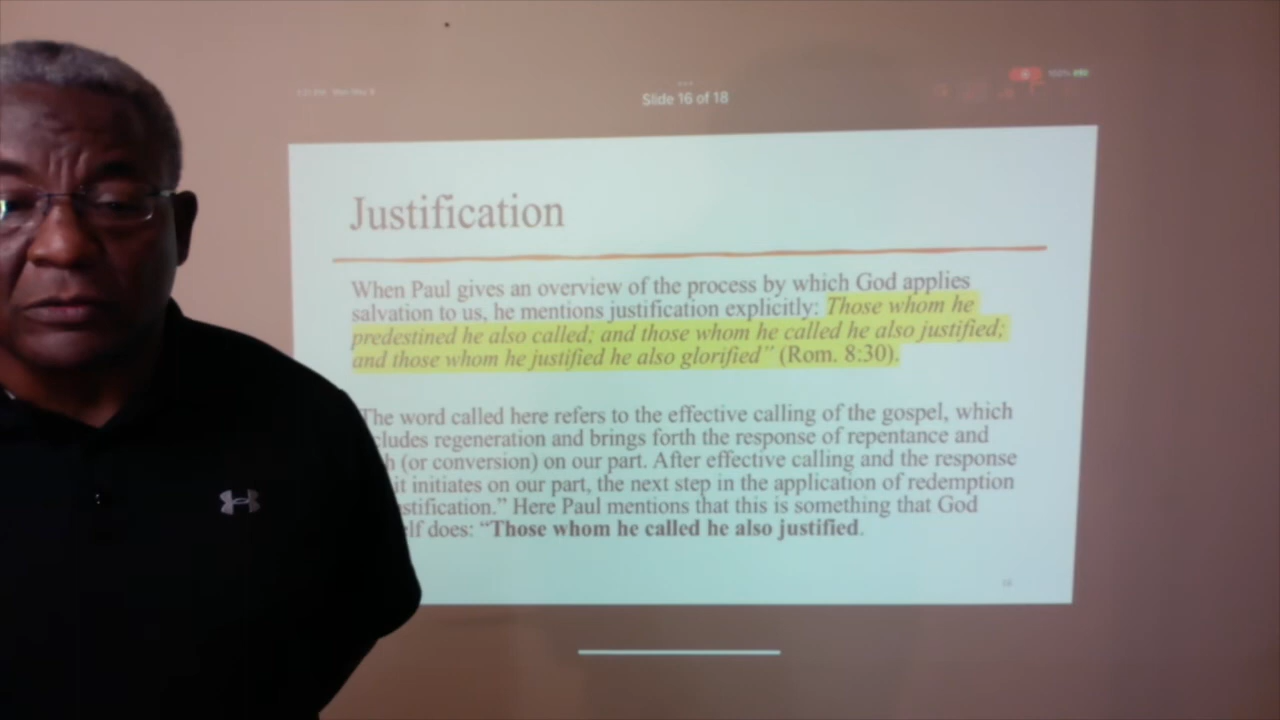 Slide 16 of 18
100%
Justification
When Paul gives an overview of the process by which God applies
salvation to us, he mentions justification explicitly: Those whom he
predestined he also called; and those whom he called he also justified;
and those whom he justified he also glorified” (Rom. 8:30).
The word called here refers to the effective calling of the gospel, which
cludes regeneration and brings forth the response of repentance and
h (or conversion) on our part. After effective calling and the response
it initiates on our part, the next step in the application of redemption
stification.” Here Paul mentions that this is something that God
lf does: “Those whom he called he also justified.